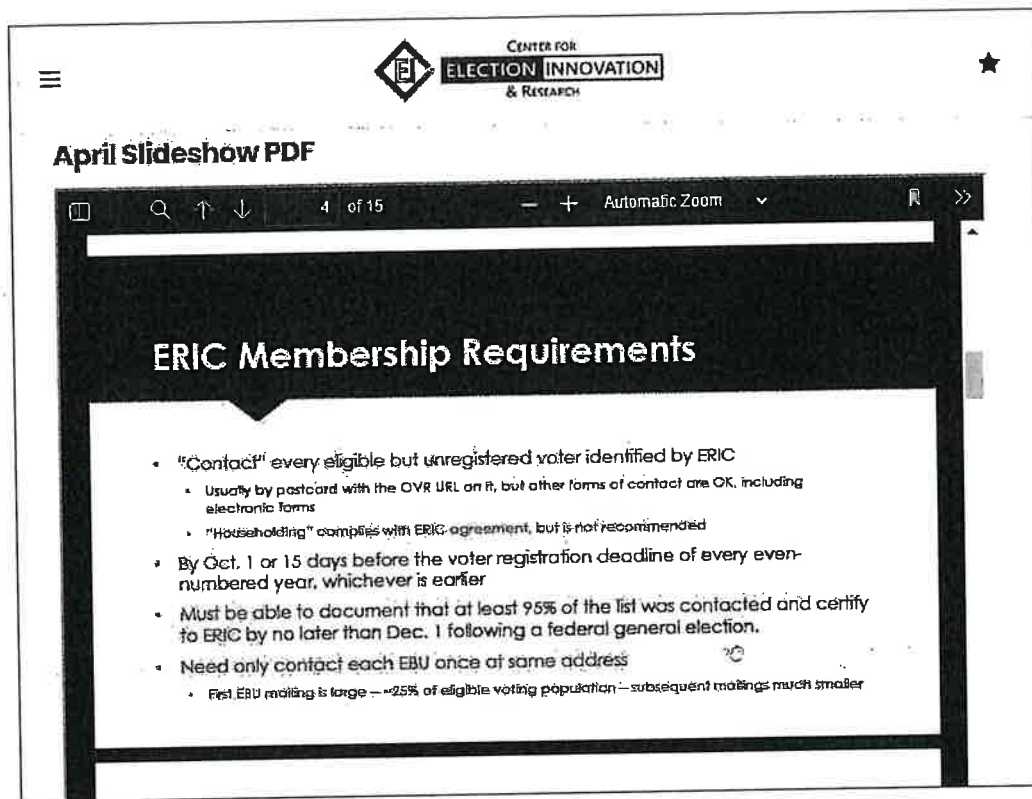 CENTER FOR
ELECTION INNOVATION
& RESEARCH
April Slideshow PDF
4 of 15
Automatic Zoom
ERIC Membership Requirements
• "Contact" every eligible but unregistered voter identified by ERIC
• Usually by postcard with the OVR URL on it, but other forms of contact are OK, including
electronic forms
• "Householding" complies with ERIC agreement, but is not recommended
• By Oct. 1 or 15 days before the voter registration deadline of every even-
numbered year, whichever is earlier
• Must be able to document that at least 95% of the list was contacted and certify
to ERIC by no later than Dec. 1 following a federal general election.
• Need only contact each EBU once at same address
• First EBU mailing is large – ~25% of eligible voting population – subsequent mailings much smaller